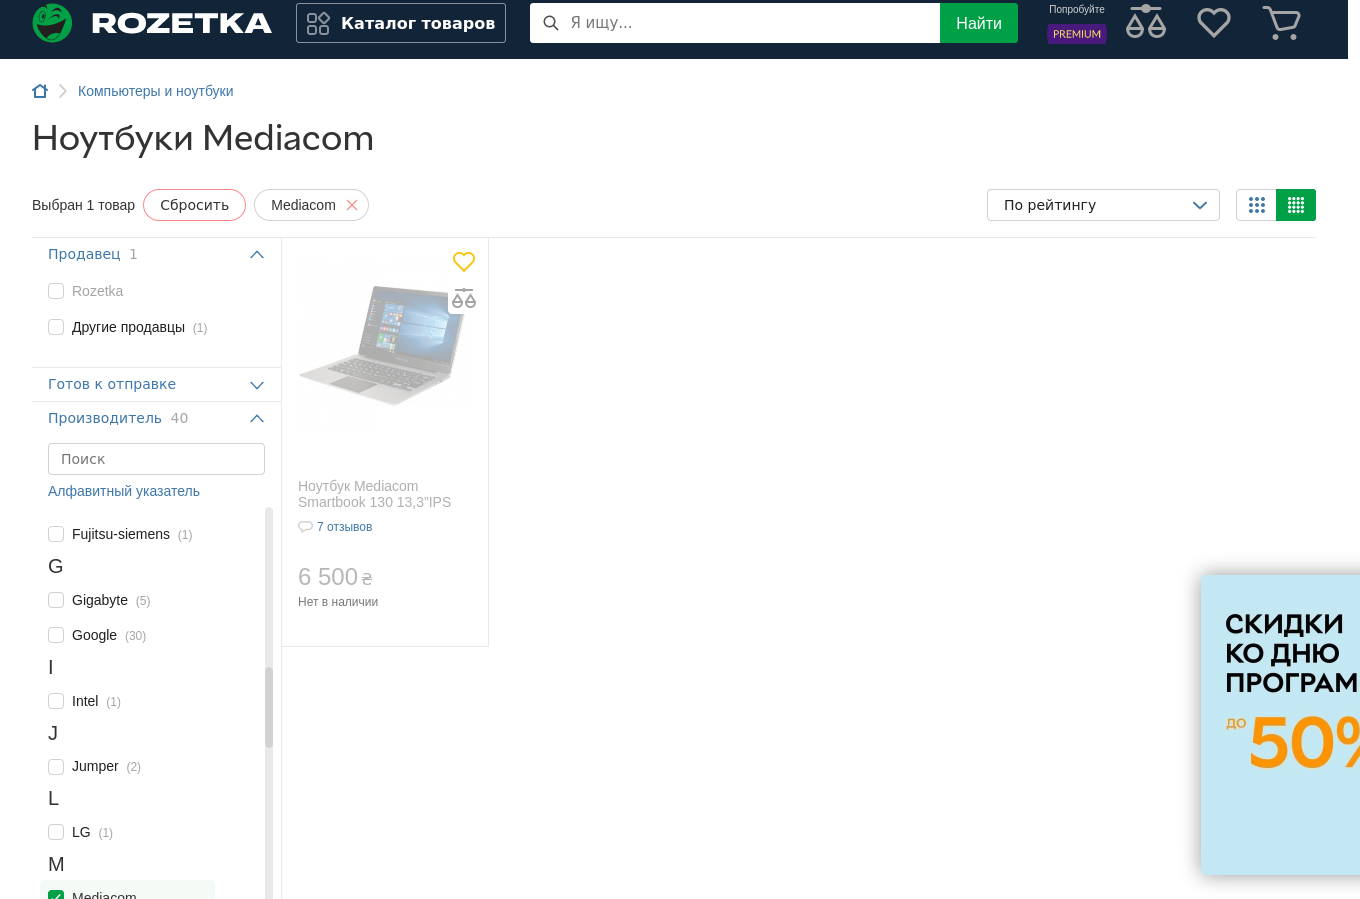 ROZETKA
Каталог товаров
Я ищу...
Найти
Попробуйте
PREMIUM
Компьютеры и ноутбуки
Ноутбуки Mediacom
Выбран 1 товар
Сбросить
Mediacom
По рейтингу
Продавец 1
Rozetka
Другие продавцы (1)
Готов к отправке
Производитель 40
Поиск
Алфавитный указатель
Fujitsu-siemens (1)
G
Gigabyte (5)
Google (30)
I
Intel (1)
J
Jumper (2)
L
LG (1)
M
Mediacom
Ноутбук Mediacom
Smartbook 130 13,3”IPS
7 отзывов
6 500 ₴
Нет в наличии
СКИДКИ
КО ДНЮ
ПРОГРАМ
ДО
50%